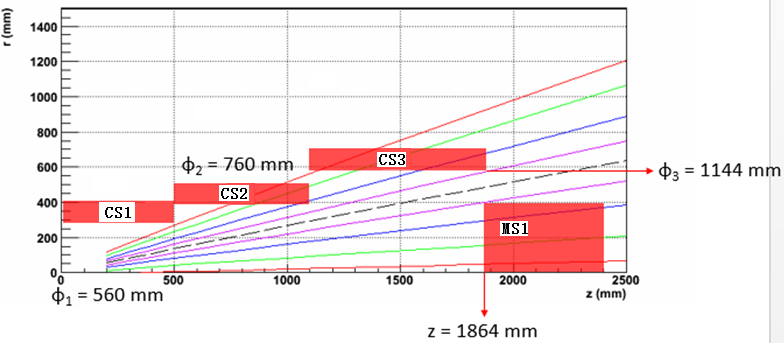 r (mm)
1400
1200
1000
800
600
400
200
0
CS1
CS2
CS3
MS1
ϕ2 = 760 mm
ϕ3 = 1144 mm
0
500
1000
1500
2000
2500
z (mm)
ϕ1 = 560 mm
z = 1864 mm